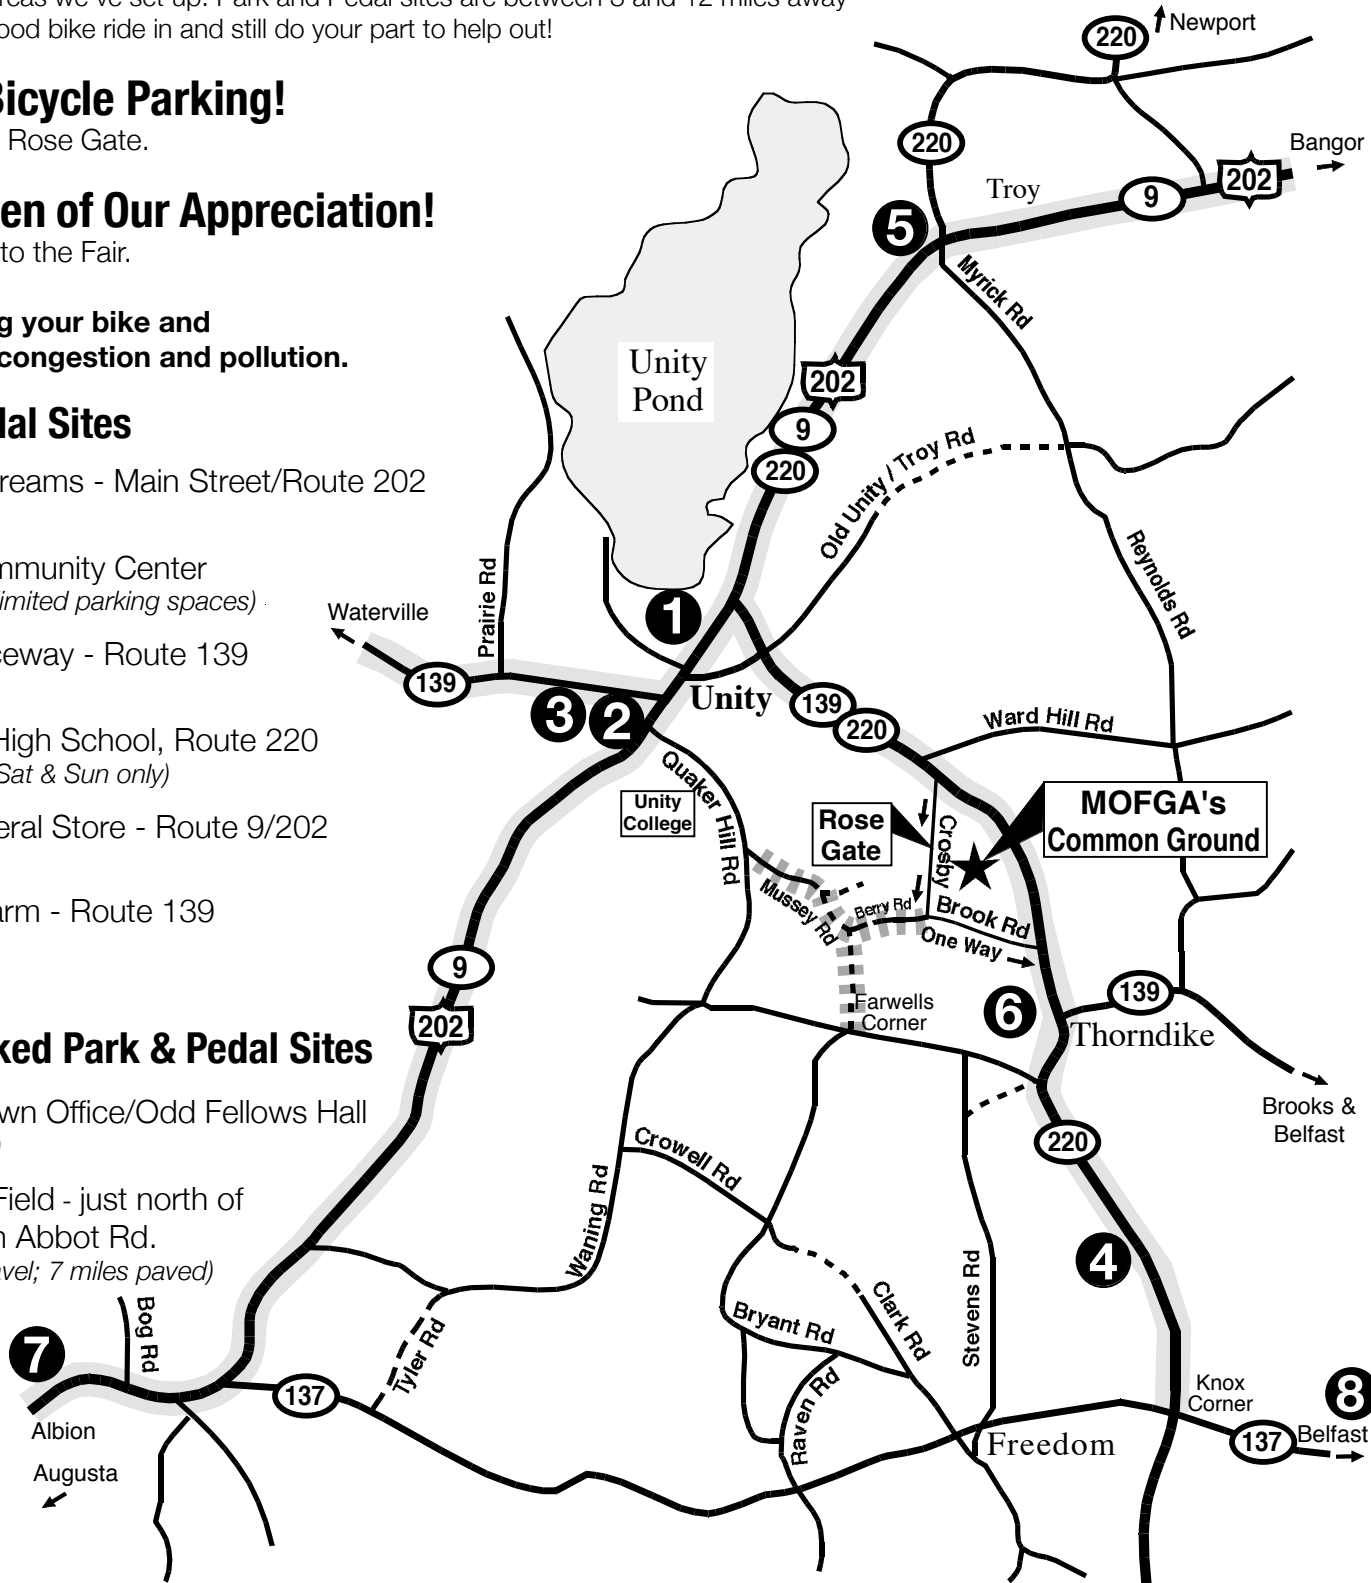 reas we've set up. Park and Pedal sites are between 3 and 12 miles away
ood bike ride in and still do your part to help out!
Bicycle Parking!
Rose Gate.
ken of Our Appreciation!
to the Fair.
g your bike and
congestion and pollution.
dal Sites
reams - Main Street/Route 202
mmunity Center
limited parking spaces)
ceway - Route 139
High School, Route 220
Sat & Sun only)
eral Store - Route 9/202
arm - Route 139
ked Park & Pedal Sites
wn Office/Odd Fellows Hall
)
Field - just north of
n Abbot Rd.
avel; 7 miles paved)
220
Newport
220
Bangor
Troy
9
202
5
Myrick Rd
Unity
Pond
202
9
220
Old Unity / Troy Rd
Reynolds Rd
Prairie Rd
Waterville
1
139
Unity
3
2
139
220
Ward Hill Rd
Quaker Hill Rd
Unity
College
Rose
Gate
MOFGA's
Common Ground
Crosby
Brook Rd
Mussey Rd
Berry Rd
One Way
9
202
Farwells
Corner
6
139
Thorndike
Brooks &
Belfast
220
Crowell Rd
Waning Rd
4
Stevens Rd
Clark Rd
Bryant Rd
Raven Rd
Bog Rd
Tyler Rd
7
137
Albion
Augusta
Knox
Corner
8
Freedom
137
Belfast